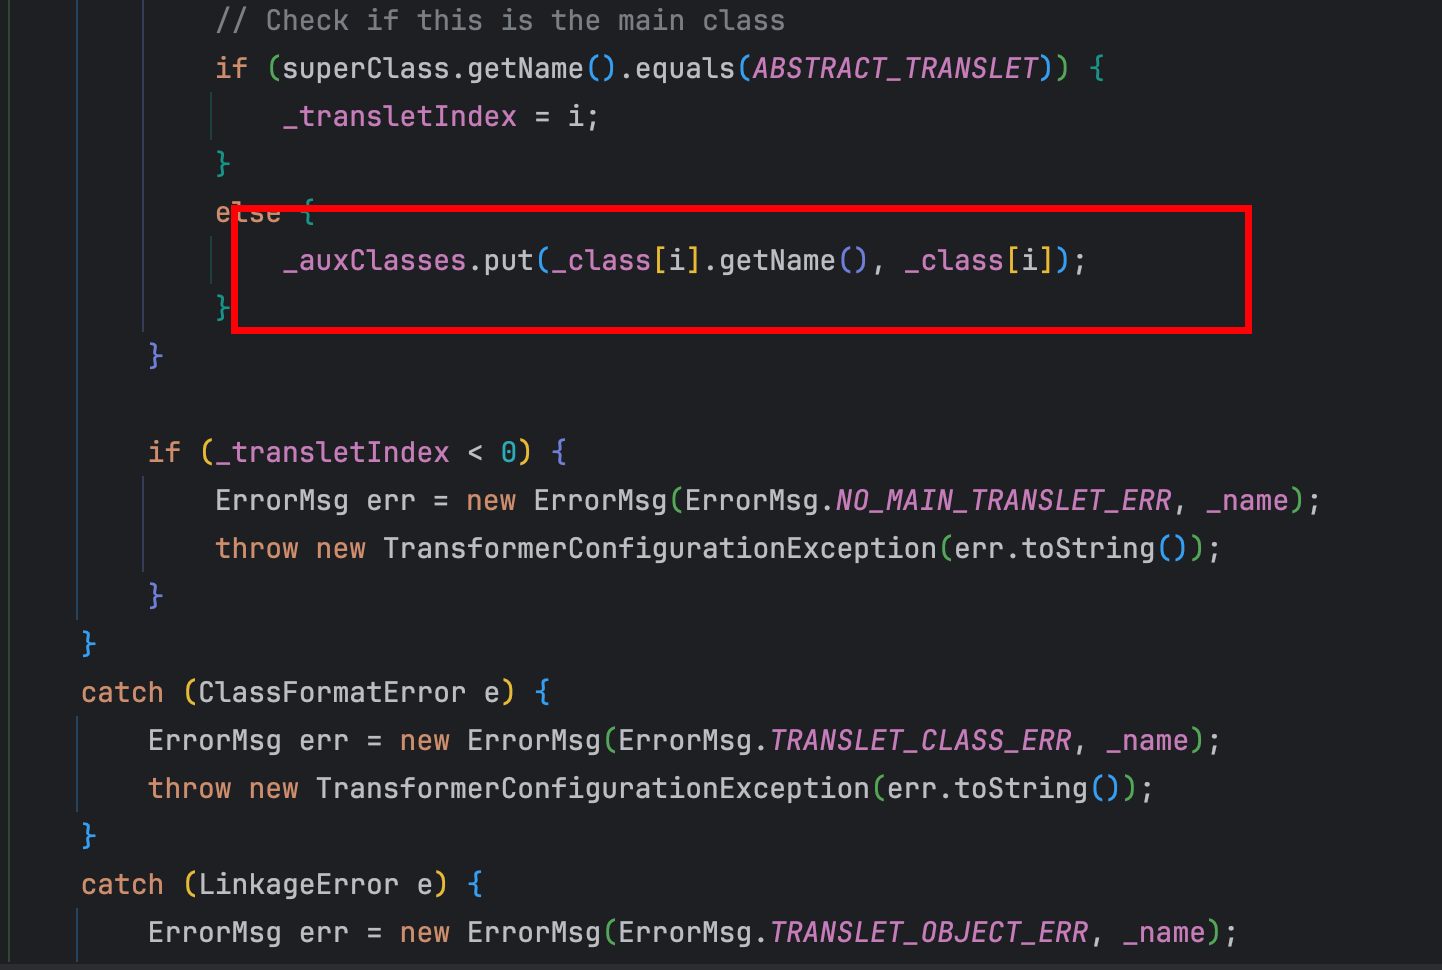 // Check if this is the main class
if (superClass.getName().equals(ABSTRACT_TRANSLET)) {
_transletIndex = i;
}
else {
_auxClasses.put(_class[i].getName(), _class[i]);
}
}
if (_transletIndex < 0) {
ErrorMsg err = new ErrorMsg(ErrorMsg.NO_MAIN_TRANSLET_ERR, _name);
throw new TransformerConfigurationException(err.toString());
}
}
catch (ClassFormatError e) {
ErrorMsg err = new ErrorMsg(ErrorMsg.TRANSLET_CLASS_ERR, _name);
throw new TransformerConfigurationException(err.toString());
}
catch (LinkageError e) {
ErrorMsg err = new ErrorMsg(ErrorMsg.TRANSLET_OBJECT_ERR, _name);